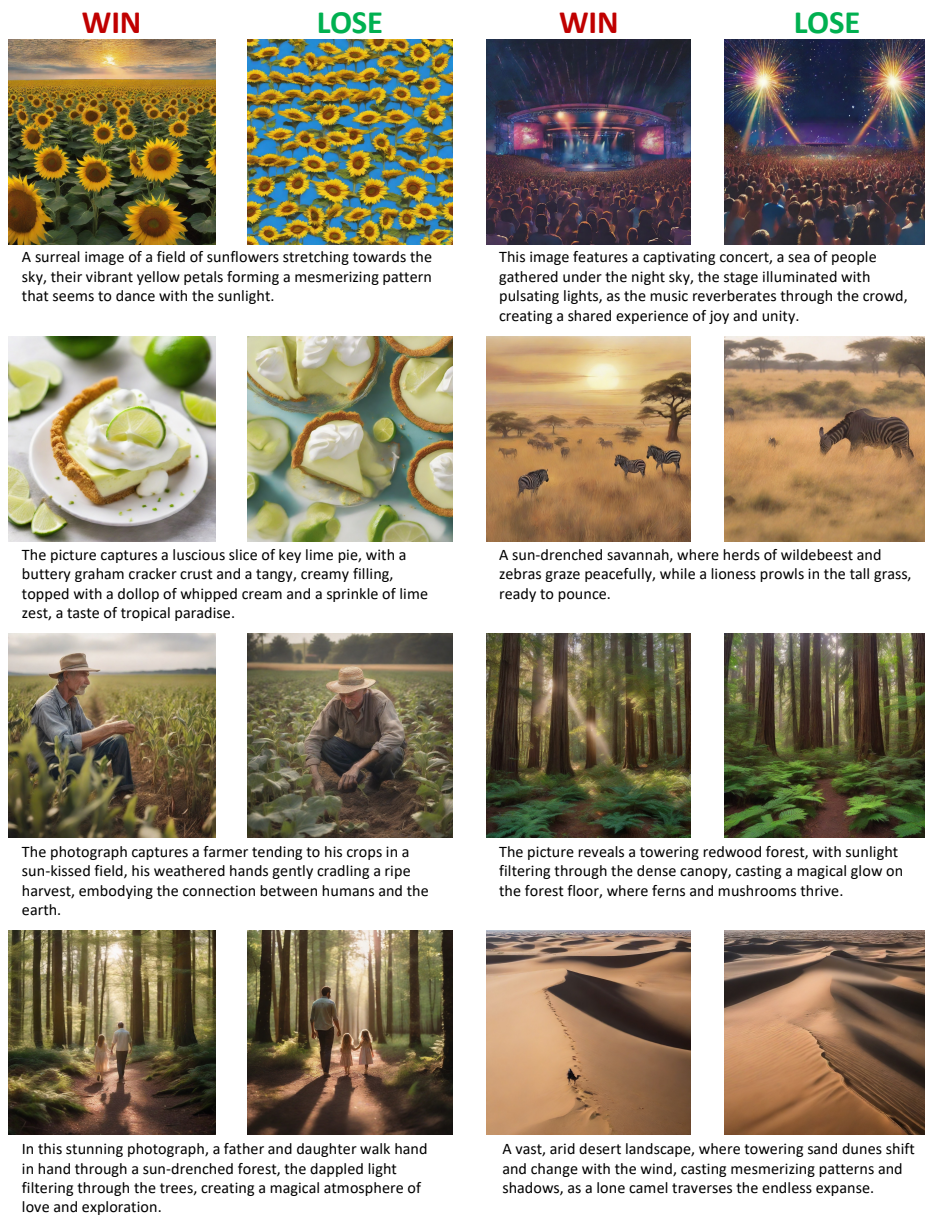 WIN LOSE WIN LOSE
A surreal image of a field of sunflowers stretching towards the
sky, their vibrant yellow petals forming a mesmerizing pattern
that seems to dance with the sunlight.
This image features a captivating concert, a sea of people
gathered under the night sky, the stage illuminated with
pulsating lights, as the music reverberates through the crowd,
creating a shared experience of joy and unity.
The picture captures a luscious slice of key lime pie, with a
buttery graham cracker crust and a tangy, creamy filling,
topped with a dollop of whipped cream and a sprinkle of lime
zest, a taste of tropical paradise.
A sun-drenched savannah, where herds of wildebeest and
zebras graze peacefully, while a lioness prowls in the tall grass,
ready to pounce.
The photograph captures a farmer tending to his crops in a
sun-kissed field, his weathered hands gently cradling a ripe
harvest, embodying the connection between humans and the
earth.
The picture reveals a towering redwood forest, with sunlight
filtering through the dense canopy, casting a magical glow on
the forest floor, where ferns and mushrooms thrive.
In this stunning photograph, a father and daughter walk hand
in hand through a sun-drenched forest, the dappled light
filtering through the trees, creating a magical atmosphere of
love and exploration.
A vast, arid desert landscape, where towering sand dunes shift
and change with the wind, casting mesmerizing patterns and
shadows, as a lone camel traverses the endless expanse.